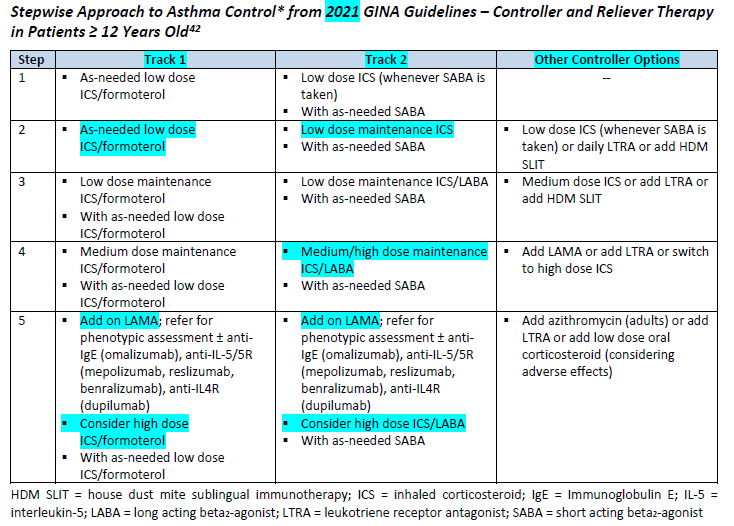 Stepwise Approach to Asthma Control* from 2021 GINA Guidelines – Controller and Reliever Therapy
in Patients ≥ 12 Years Old42
Step Track 1 Track 2 Other Controller Options
1
▪ As-needed low dose
ICS/formoterol
▪ Low dose ICS (whenever SABA is
taken)
▪ With as-needed SABA
--
2
▪ As-needed low dose
ICS/formoterol
▪ Low dose maintenance ICS
▪ With as-needed SABA
▪ Low dose ICS (whenever SABA is
taken) or daily LTRA or add HDM
SLIT
3
▪ Low dose maintenance
ICS/formoterol
▪ With as-needed low dose
ICS/formoterol
▪ Low dose maintenance ICS/LABA
▪ With as-needed SABA
▪ Medium dose ICS or add LTRA or
add HDM SLIT
4
▪ Medium dose maintenance
ICS/formoterol
▪ With as-needed low dose
ICS/formoterol
▪ Medium/high dose maintenance
ICS/LABA
▪ With as-needed SABA
▪ Add LAMA or add LTRA or switch
to high dose ICS
5
▪ Add on LAMA; refer for
phenotypic assessment ± anti-
IgE (omalizumab), anti-IL-5/5R
(mepolizumab, reslizumab,
benralizumab), anti-IL4R
(dupilumab)
▪ Consider high dose
ICS/formoterol
▪ With as-needed low dose
ICS/formoterol
▪ Add on LAMA; refer for
phenotypic assessment ± anti-
IgE (omalizumab), anti-IL-5/5R
(mepolizumab, reslizumab,
benralizumab), anti-IL4R
(dupilumab)
▪ Consider high dose ICS/LABA
▪ With as-needed SABA
▪ Add azithromycin (adults) or add
LTRA or add low dose oral
corticosteroid (considering
adverse effects)
HDM SLIT = house dust mite sublingual immunotherapy; ICS = inhaled corticosteroid; IgE = Immunoglobulin E; IL-5 =
interleukin-5; LABA = long acting beta2-agonist; LTRA = leukotriene receptor antagonist; SABA = short acting beta2-agonist